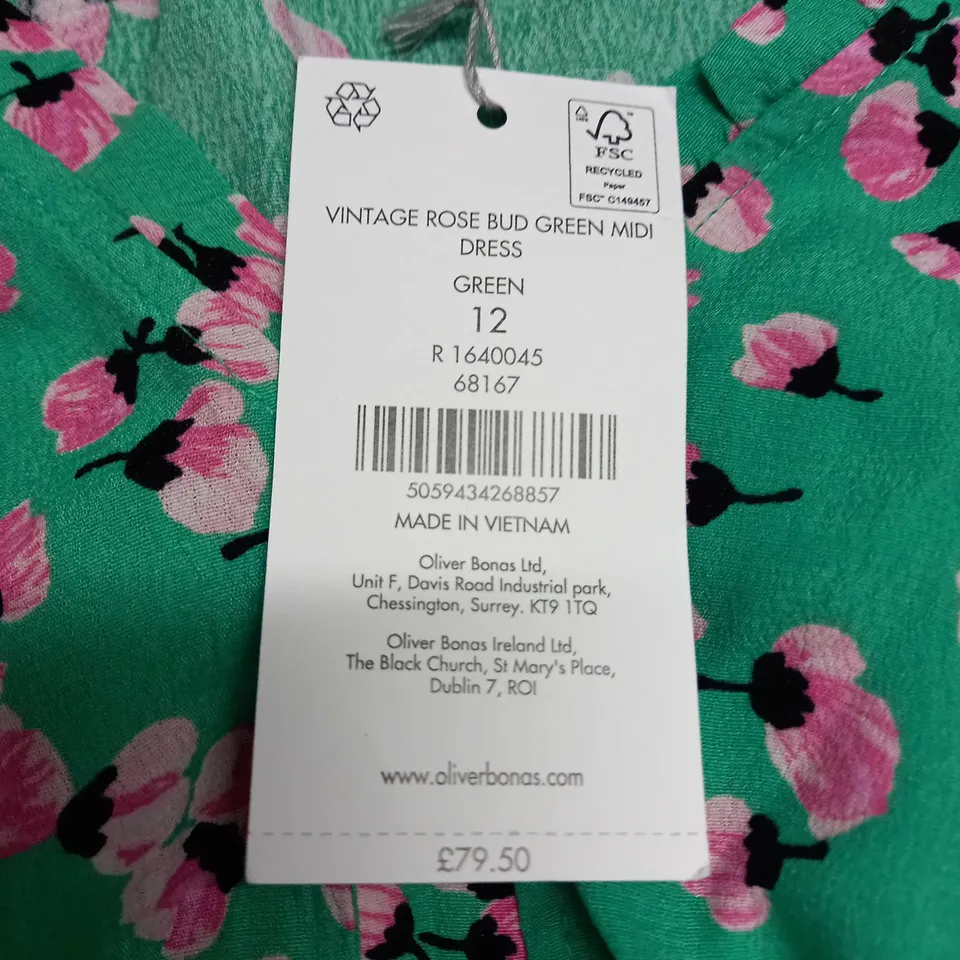 FSC
RECYCLED
Paper
FSC™ C149457
VINTAGE ROSE BUD GREEN MIDI
DRESS
GREEN
12
R 1640045
68167
5059434268857
MADE IN VIETNAM
Oliver Bonas Ltd,
Unit F, Davis Road Industrial park,
Chessington, Surrey. KT9 1TQ
Oliver Bonas Ireland Ltd,
The Black Church, St Mary's Place,
Dublin 7, ROI
www.oliverbonas.com
£79.50